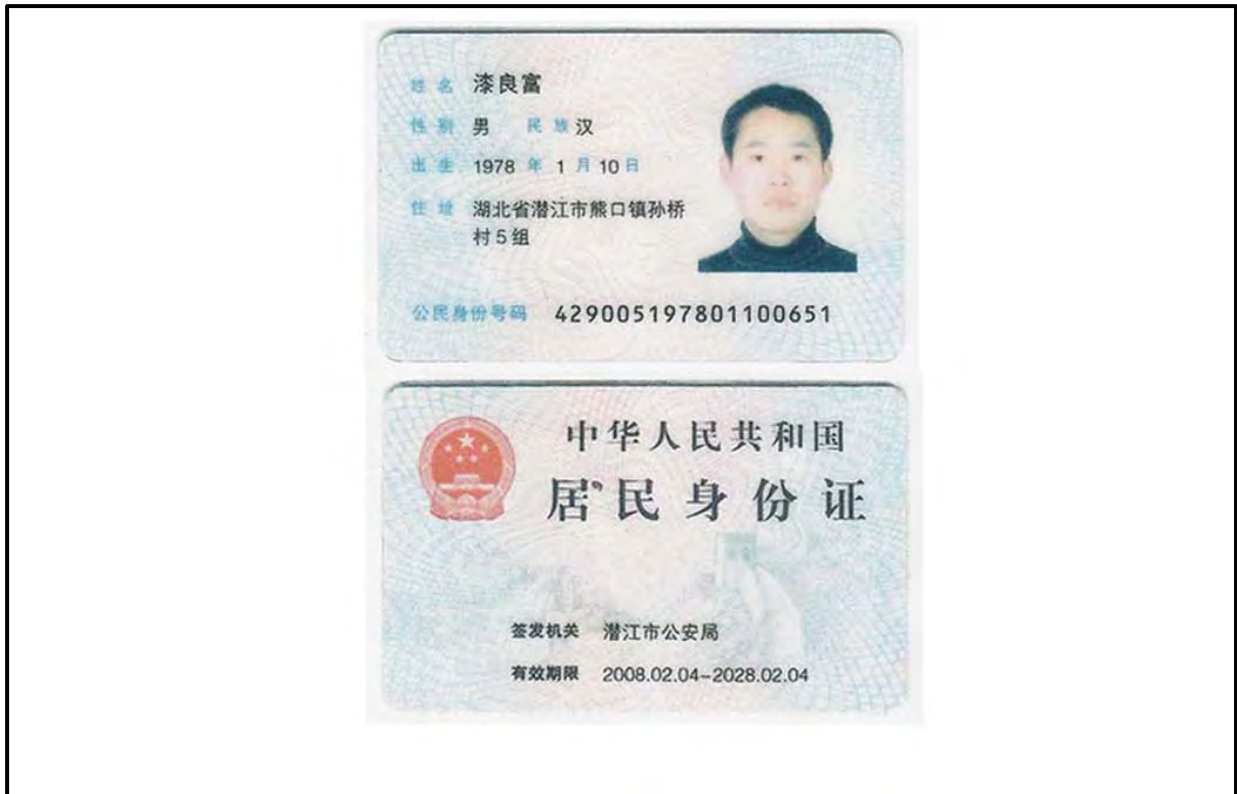 姓名 漆良富
性别 男 民族 汉
出生 1978 年 1 月 10 日
住址 湖北省潜江市熊口镇孙桥
村5组
公民身份号码 429005197801100651
中华人民共和国
居民身份证
签发机关 潜江市公安局
有效期限 2008.02.04-2028.02.04